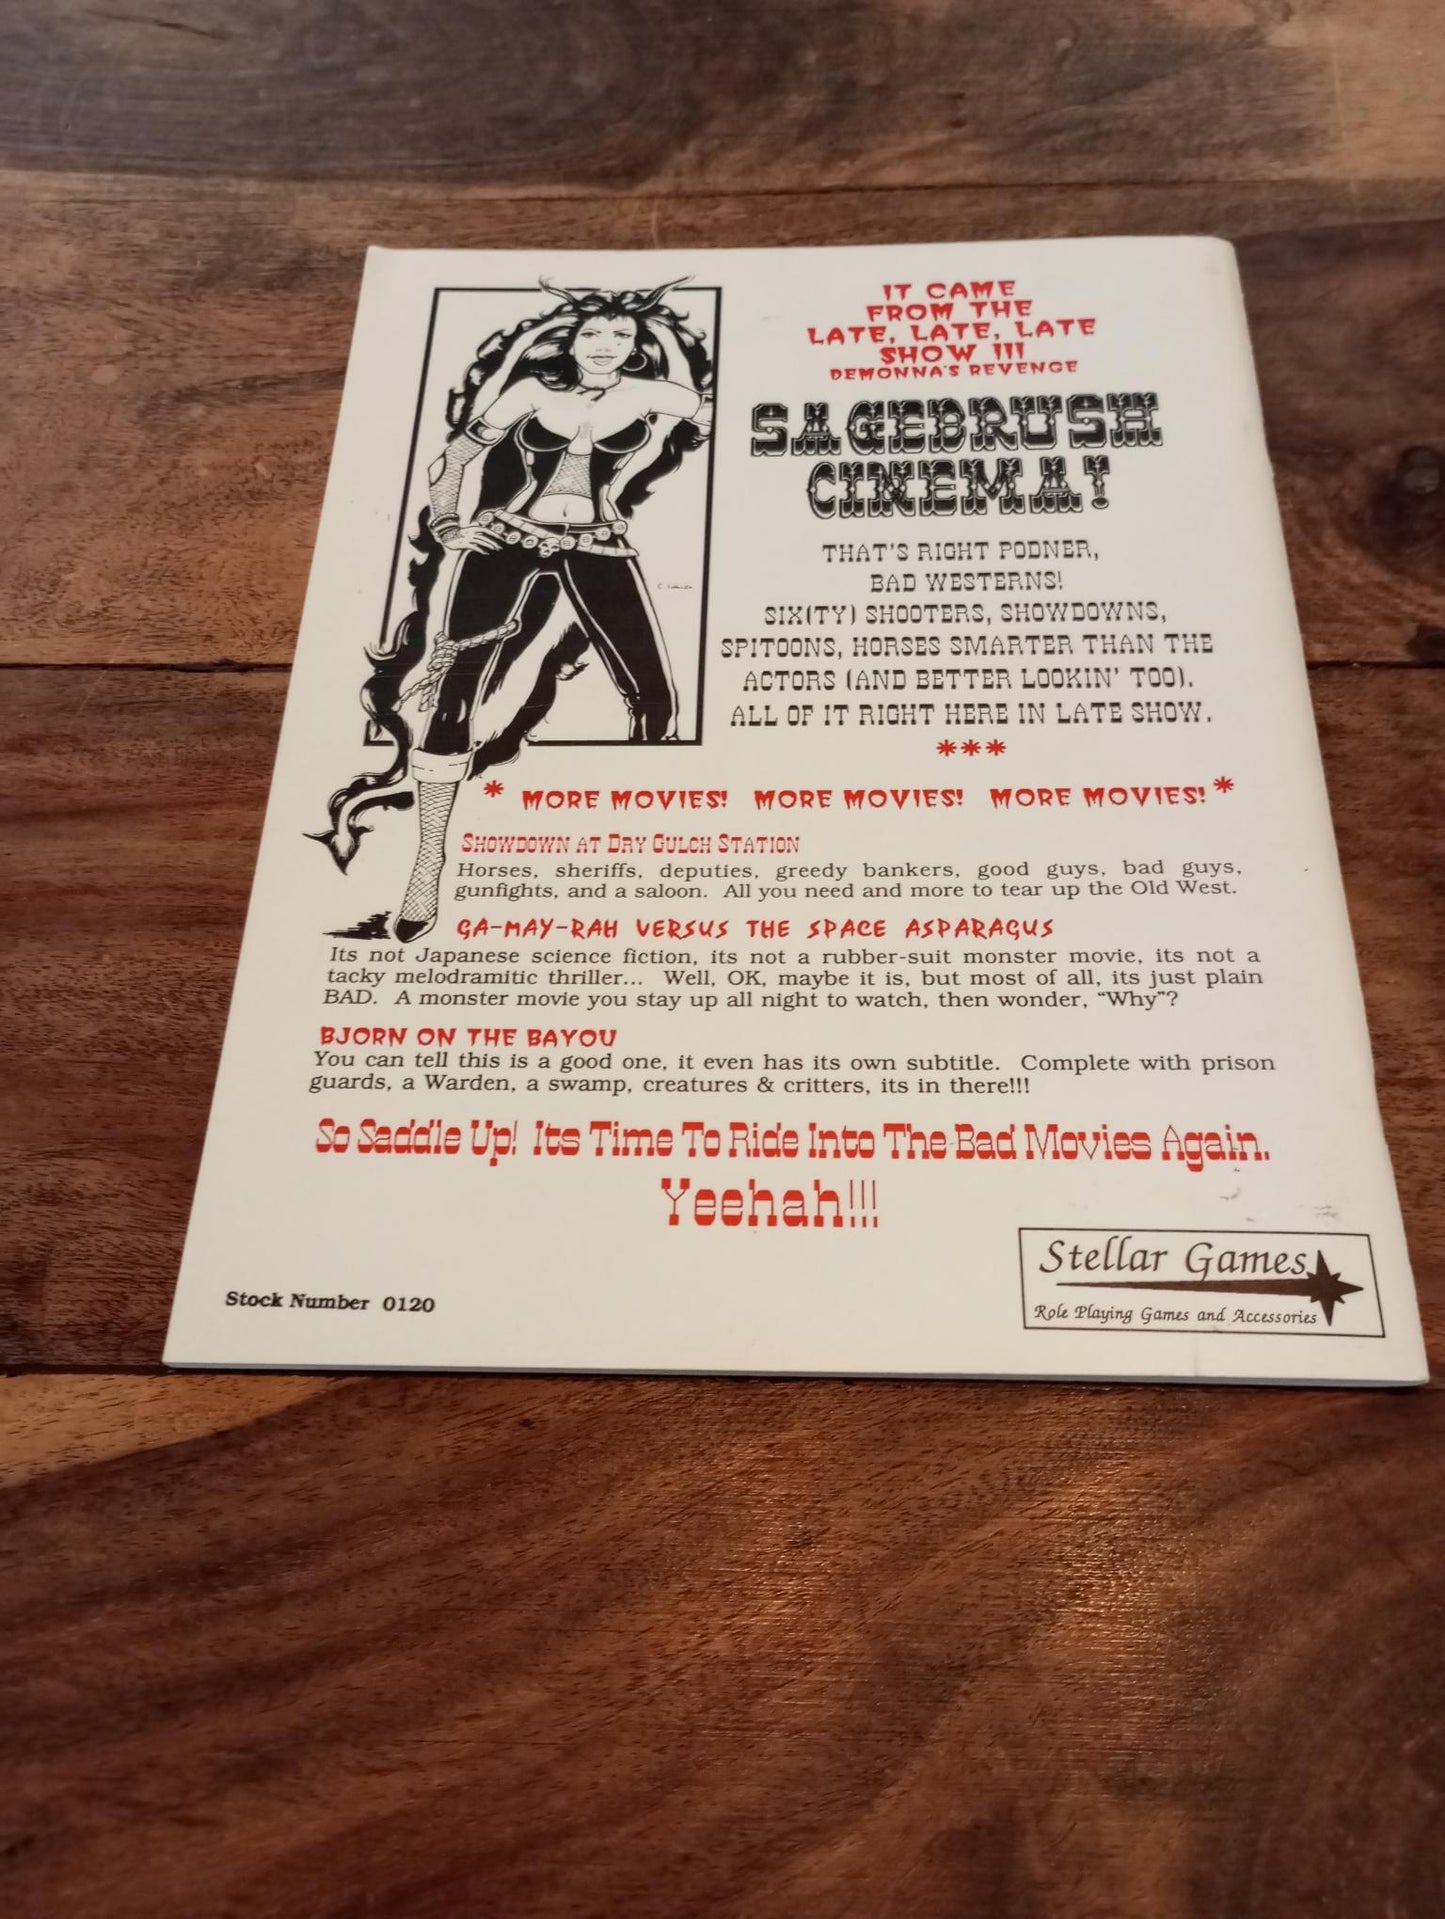 IT CAME
FROM THE
LATE, LATE, LATE
SHOW III
DEMONNA'S REVENGE
SAGEBRUSH
CINEMA!
THAT'S RIGHT PODNER,
BAD WESTERNS!
SIX(TY) SHOOTERS, SHOWDOWNS,
SPITOONS, HORSES SMARTER THAN THE
ACTORS (AND BETTER LOOKIN' TOO).
ALL OF IT RIGHT HERE IN LATE SHOW.
***
* MORE MOVIES! MORE MOVIES! MORE MOVIES! *
SHOWDOWN AT DRY GULCH STATION
Horses, sheriffs, deputies, greedy bankers, good guys, bad guys,
gunfights, and a saloon. All you need and more to tear up the Old West.
GA-MAY-RAH VERSUS THE SPACE ASPARAGUS
Its not Japanese science fiction, its not a rubber-suit monster movie, its not a
tacky melodramitic thriller... Well, OK, maybe it is, but most of all, its just plain
BAD. A monster movie you stay up all night to watch, then wonder, "Why"?
BJORN ON THE BAYOU
You can tell this is a good one, it even has its own subtitle. Complete with prison
guards, a Warden, a swamp, creatures & critters, its in there!!!
So Saddle Up! Its Time To Ride Into The Bad Movies Again.
Yeehah!!!
Stellar Games
Role Playing Games and Accessories
Stock Number 0120